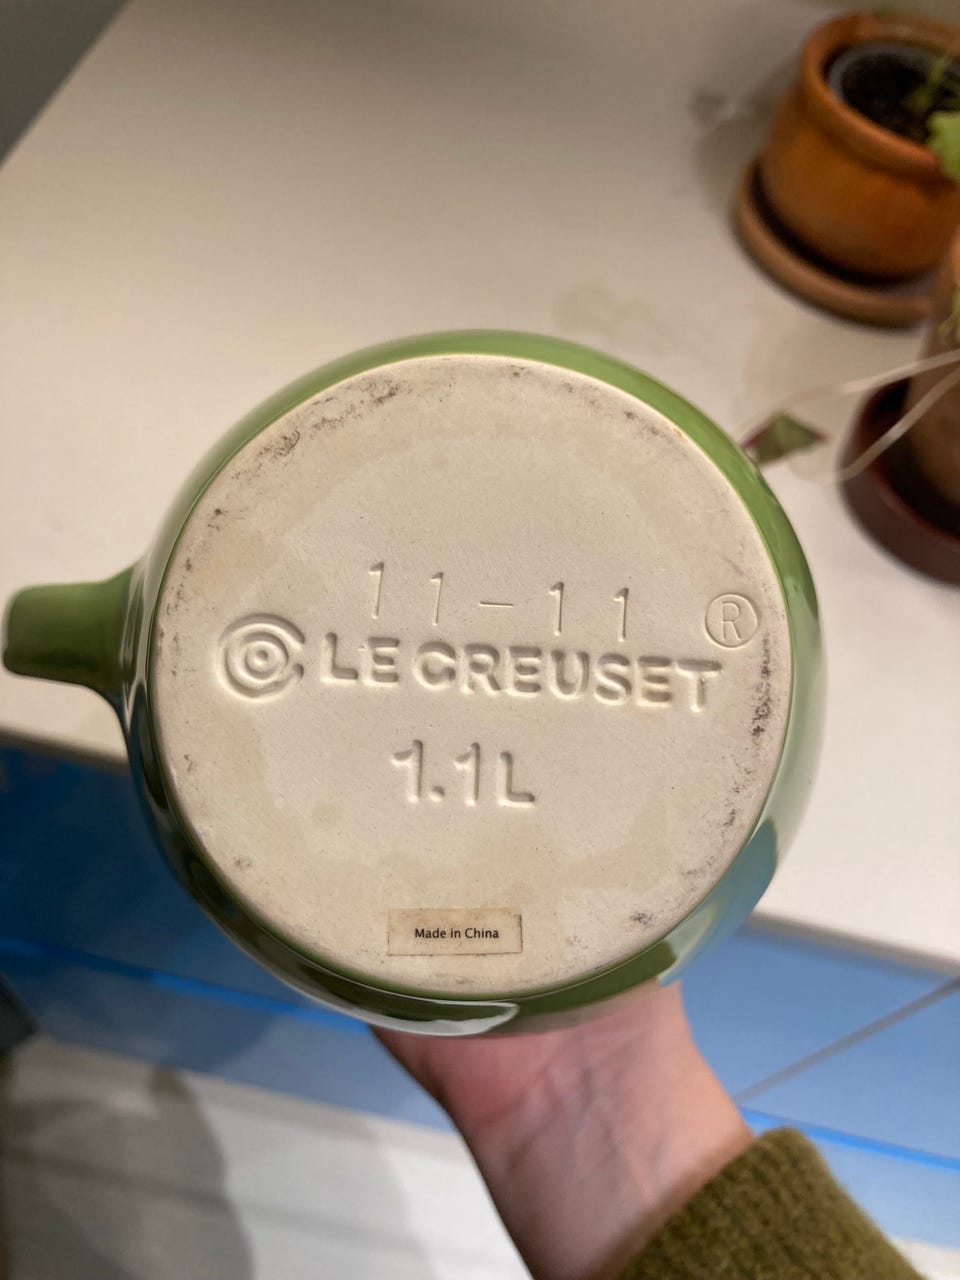 11-11
LE CREUSET ®
1.1L
Made in China